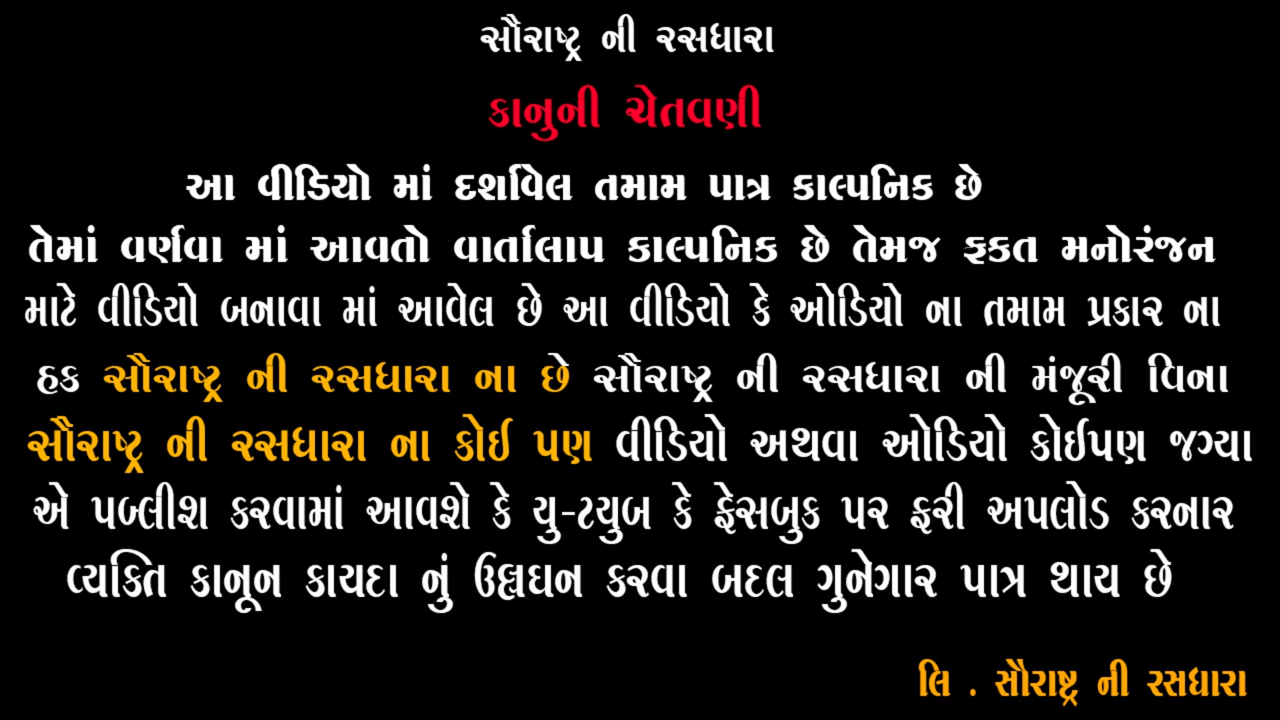 સૌરાષ્ટ્ર ની રસધારા
કાનુની ચેતવણી
આ વીડિયો માં દર્શાવેલ તમામ પાત્ર કાલ્પનિક છે
તેમાં વર્ણવા માં આવતો વાર્તાલાપ કાલ્પનિક છે તેમજ ફકત મનોરંજન
માટે વીડિયો બનાવા માં આવેલ છે આ વીડિયો કે ઓડિયો ના તમામ પ્રકાર ના
હક સૌરાષ્ટ્ર ની રસધારા ના છે સૌરાષ્ટ્ર ની રસધારા ની મંજૂરી વિના
સૌરાષ્ટ્ર ની રસધારા ના કોઈ પણ વીડિયો અથવા ઓડિયો કોઈપણ જગ્યા
એ પબ્લીશ કરવામાં આવશે કે યુ-ટયુબ કે ફેસબુક પર ફરી અપલોડ કરનાર
વ્યક્તિ કાનૂન કાયદા નું ઉલ્લઘન કરવા બદલ ગુનેગાર પાત્ર થાય છે
લિ . સૌરાષ્ટ્ર ની રસધારા